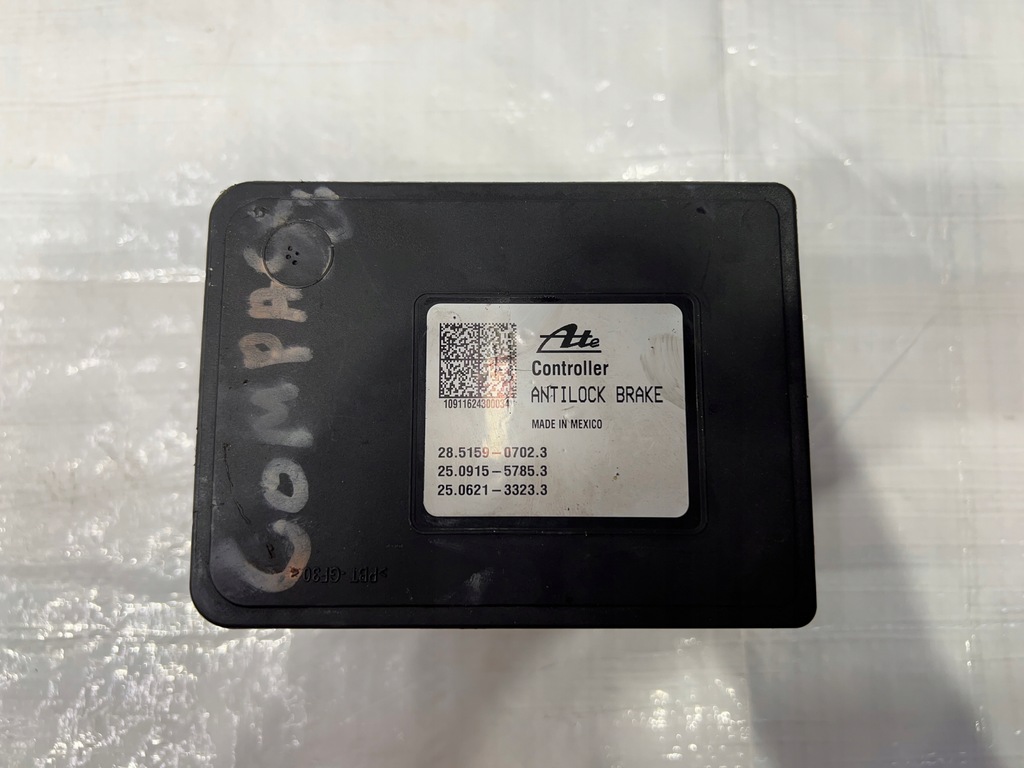 COMPASS
Ate
Controller
ANTILOCK BRAKE
10911624300034
MADE IN MEXICO
28.5159-0702.3
25.0915-5785.3
25.0621-3323.3
>PBT-GF30<